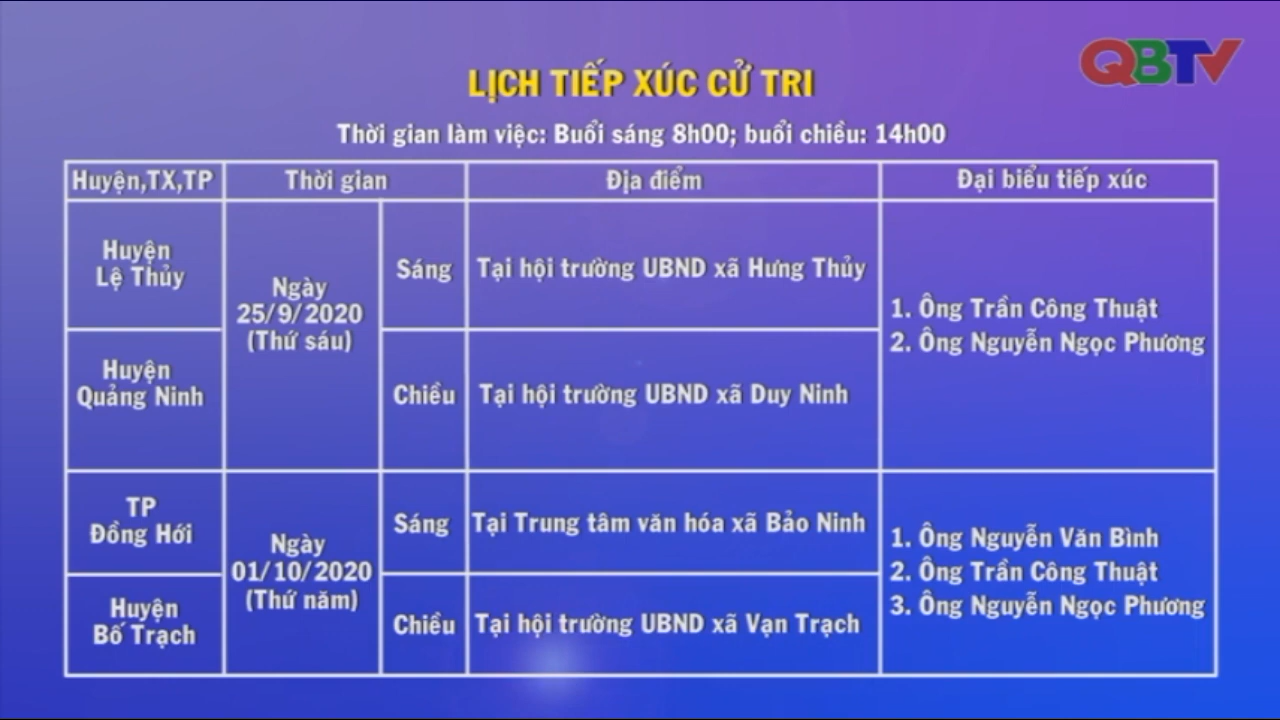 QBTV
LỊCH TIẾP XÚC CỬ TRI
Thời gian làm việc: Buổi sáng 8h00; buổi chiều: 14h00
Huyện,TX,TP
Thời gian
Địa điểm
Đại biểu tiếp xúc
Huyện
Lệ Thủy
Ngày
25/9/2020
(Thứ sáu)
Sáng
Tại hội trường UBND xã Hưng Thủy
1. Ông Trần Công Thuật
2. Ông Nguyễn Ngọc Phương
Huyện
Quảng Ninh
Chiều
Tại hội trường UBND xã Duy Ninh
TP
Đồng Hới
Ngày
01/10/2020
(Thứ năm)
Sáng
Tại Trung tâm văn hóa xã Bảo Ninh
1. Ông Nguyễn Văn Bình
2. Ông Trần Công Thuật
3. Ông Nguyễn Ngọc Phương
Huyện
Bố Trạch
Chiều
Tại hội trường UBND xã Vạn Trạch